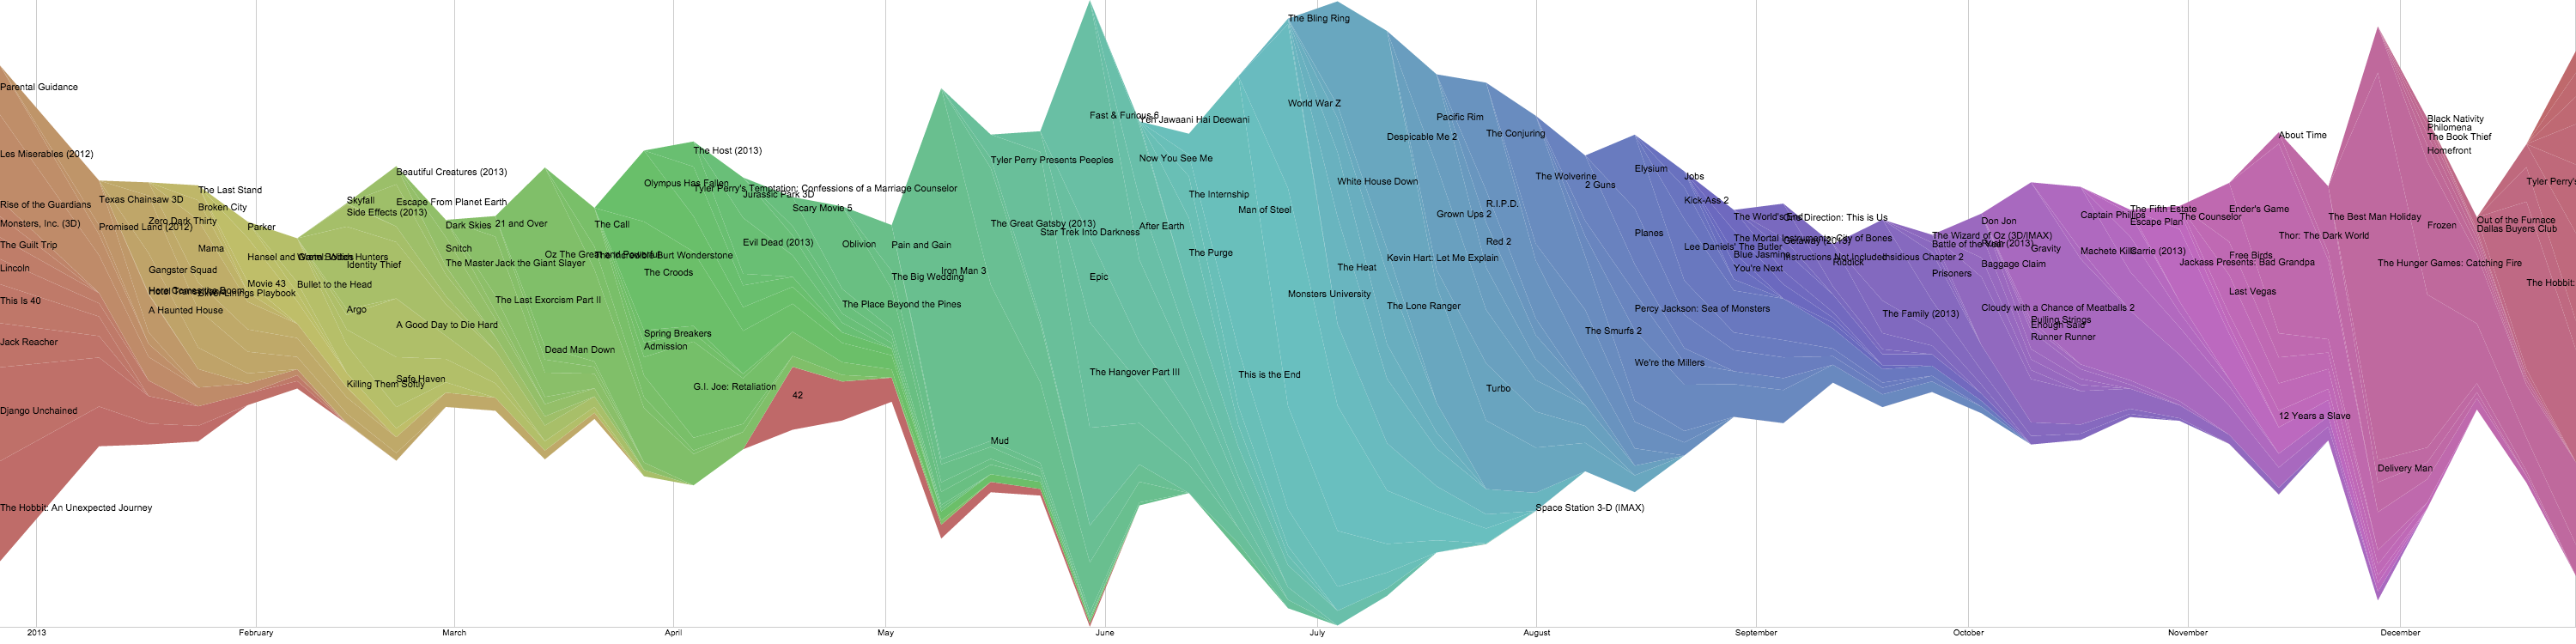 Parental Guidance
Les Miserables (2012)
Rise of the Guardians
Monsters, Inc. (3D)
The Guilt Trip
Lincoln
This Is 40
Jack Reacher
Django Unchained
The Hobbit: An Unexpected Journey
Texas Chainsaw 3D
Promised Land (2012)
Zero Dark Thirty
Gangster Squad
A Haunted House
The Last Stand
Broken City
Mama
Silver Linings Playbook
Parker
Movie 43
Bullet to the Head
Skyfall
Side Effects (2013)
Identity Thief
Argo
Killing Them Softly
Beautiful Creatures (2013)
Escape From Planet Earth
A Good Day to Die Hard
Safe Haven
Dark Skies
Snitch
The Master
21 and Over
Jack the Giant Slayer
The Last Exorcism Part II
Dead Man Down
The Call
Olympus Has Fallen
The Croods
Spring Breakers
Admission
The Host (2013)
Tyler Perry's Temptation: Confessions of a Marriage Counselor
G.I. Joe: Retaliation
Jurassic Park 3D
Evil Dead (2013)
Scary Movie 5
42
Oblivion
The Place Beyond the Pines
Pain and Gain
The Big Wedding
Iron Man 3
Tyler Perry Presents Peeples
The Great Gatsby (2013)
Mud
Star Trek Into Darkness
Fast & Furious 6
Epic
The Hangover Part III
Yeh Jawaani Hai Deewani
Now You See Me
After Earth
The Internship
The Purge
Man of Steel
This is the End
The Bling Ring
World War Z
Monsters University
White House Down
The Heat
Despicable Me 2
Kevin Hart: Let Me Explain
The Lone Ranger
Pacific Rim
Grown Ups 2
The Conjuring
R.I.P.D.
Red 2
Turbo
The Wolverine
Space Station 3-D (IMAX)
2 Guns
The Smurfs 2
Elysium
Planes
Percy Jackson: Sea of Monsters
We're the Millers
Jobs
Kick-Ass 2
Lee Daniels' The Butler
The World's End
The Mortal Instruments: City of Bones
Blue Jasmine
You're Next
One Direction: This is Us
Getaway (2013)
Instructions Not Included
Riddick
Insidious Chapter 2
The Family (2013)
The Wizard of Oz (3D/IMAX)
Battle of the Year
Prisoners
Don Jon
Rush (2013)
Baggage Claim
Cloudy with a Chance of Meatballs 2
Gravity
Pulling Strings
Enough Said
Runner Runner
Captain Phillips
Machete Kills
The Fifth Estate
Escape Plan
Carrie (2013)
The Counselor
Jackass Presents: Bad Grandpa
Ender's Game
Free Birds
Last Vegas
About Time
Thor: The Dark World
12 Years a Slave
The Best Man Holiday
The Hunger Games: Catching Fire
Delivery Man
Black Nativity
Philomena
The Book Thief
Homefront
Frozen
Out of the Furnace
Dallas Buyers Club
Tyler Perry's
The Hobbit:
2013
February
March
April
May
June
July
August
September
October
November
December